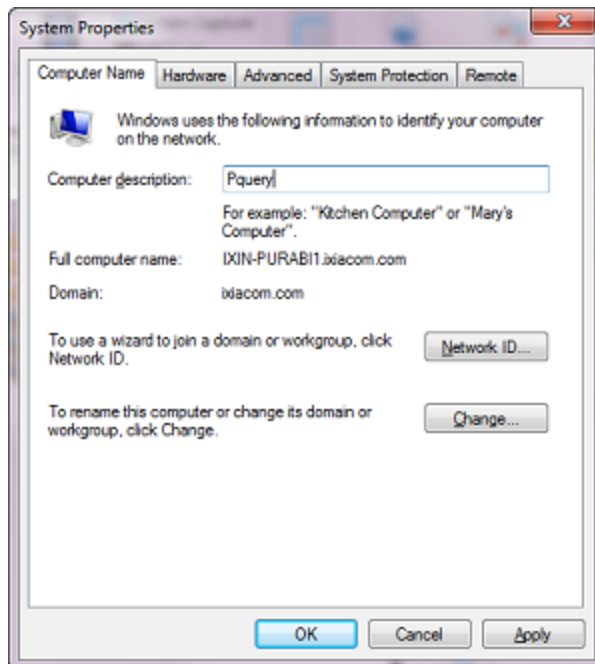 System Properties
Computer Name Hardware Advanced System Protection Remote
Windows uses the following information to identify your computer
on the network.
Computer description: Pquery
For example: "Kitchen Computer" or "Mary's
Computer".
Full computer name: IXIN-PURABI1.ixiacom.com
Domain: ixiacom.com
To use a wizard to join a domain or workgroup, click
Network ID.
Network ID...
To rename this computer or change its domain or
workgroup, click Change.
Change...
OK Cancel Apply